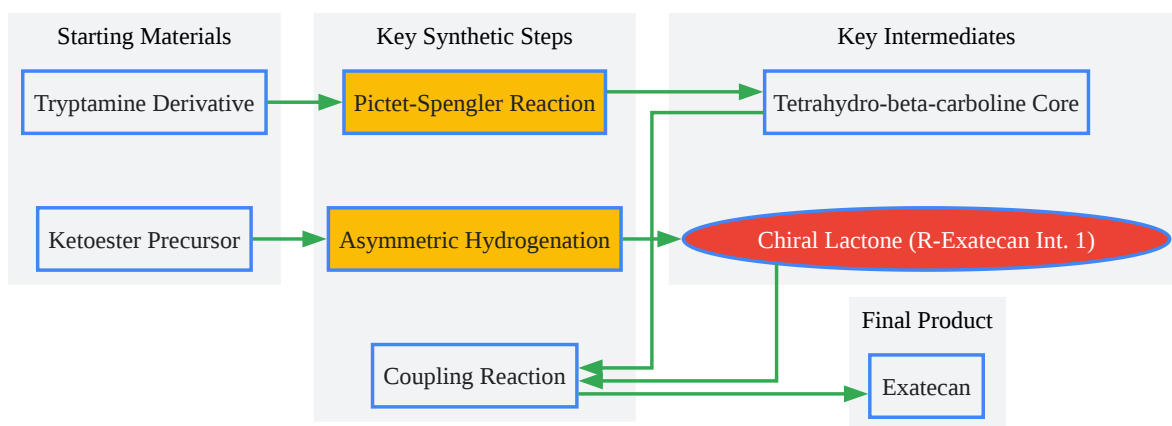 Starting Materials
Key Synthetic Steps
Key Intermediates
Tryptamine Derivative
Pictet-Spengler Reaction
Tetrahydro-beta-carboline Core
Ketoester Precursor
Asymmetric Hydrogenation
Chiral Lactone (R-Exatecan Int. 1)
Final Product
Coupling Reaction
Exatecan